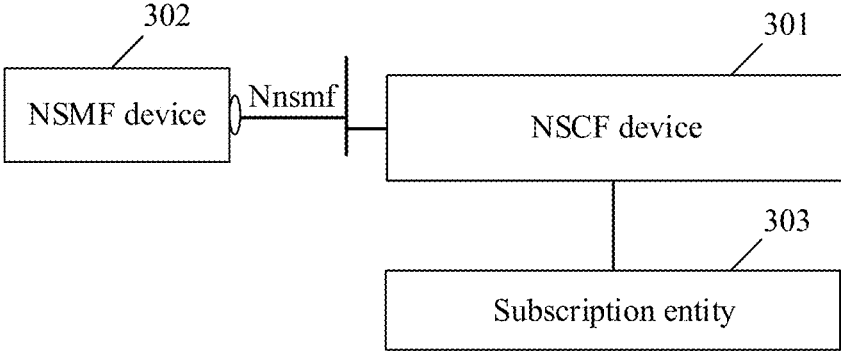 302
301
NSMF device
Nnsmf
NSCF device
303
Subscription entity